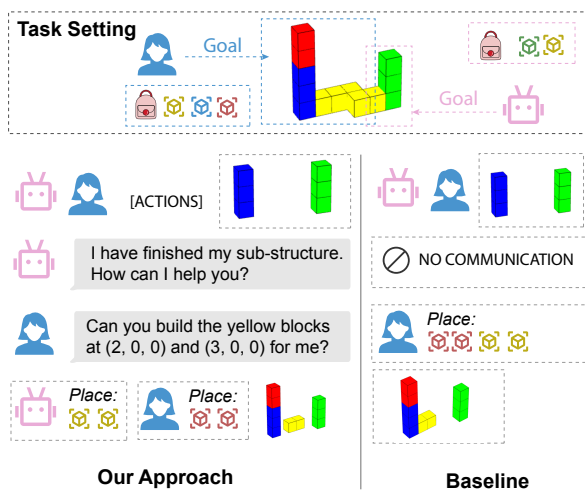 Task Setting
Goal
Goal
[ACTIONS]
I have finished my sub-structure.
How can I help you?
Can you build the yellow blocks
at (2, 0, 0) and (3, 0, 0) for me?
Place:
Place:
Our Approach
NO COMMUNICATION
Place:
Baseline